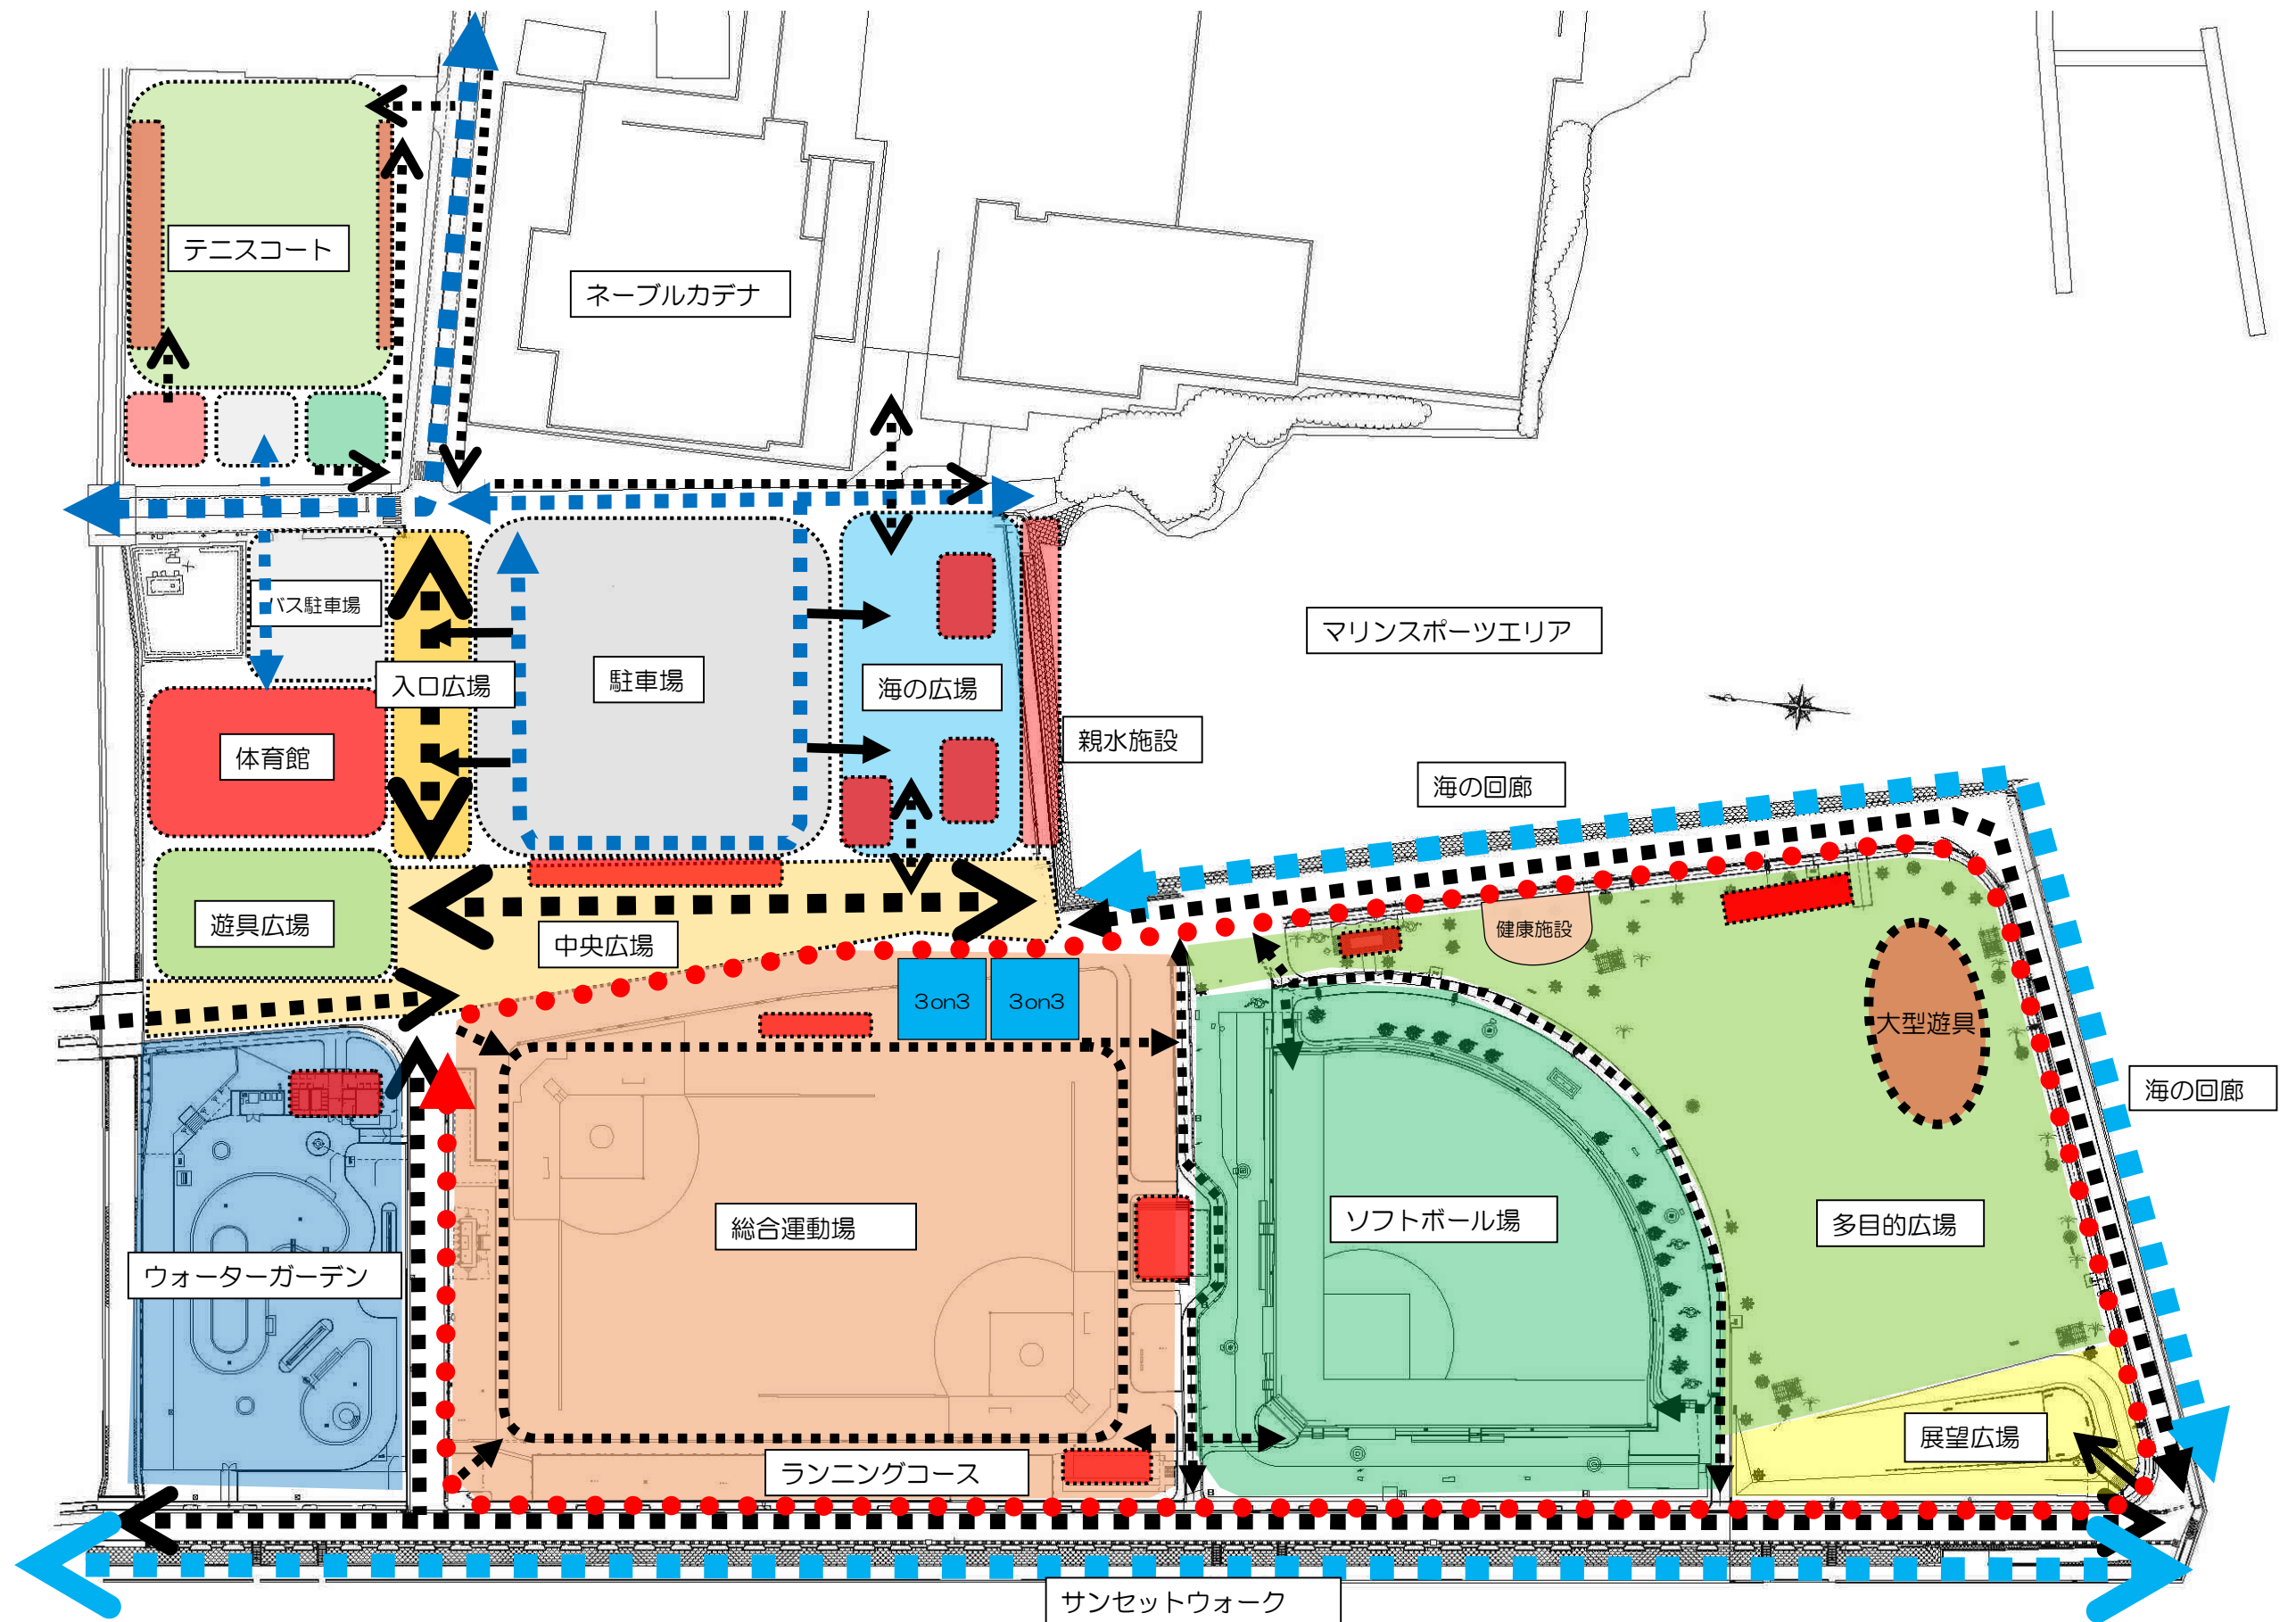 テニスコート
ネーブルカデナ
バス駐車場
マリンスポーツエリア
入口広場
駐車場
海の広場
体育館
親水施設
海の回廊
遊具広場
中央広場
健康施設
3on3
3on3
大型遊具
海の回廊
総合運動場
ソフトボール場
多目的広場
ウォーターガーデン
展望広場
ランニングコース
サンセットウォーク